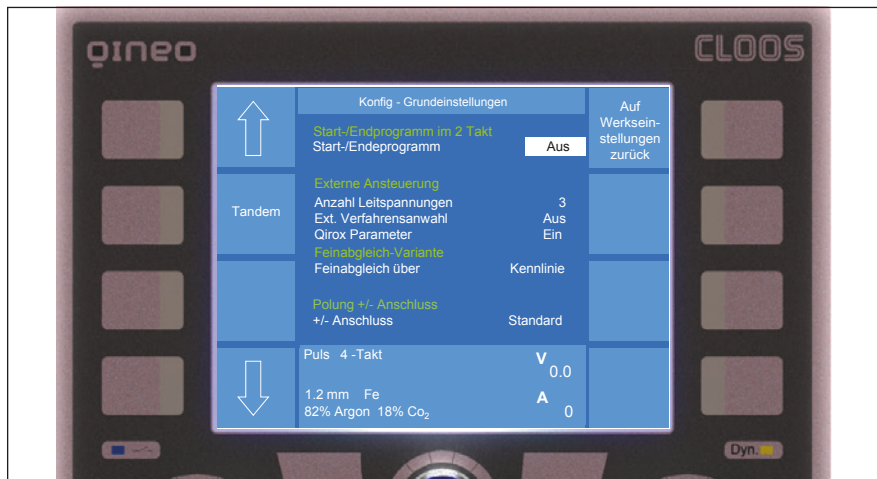 QINEO
CLOOS
Konfig - Grundeinstellungen
Auf
Werksein-
stellungen
zurück
Start-/Endprogramm im 2 Takt
Start-/Endeprogramm Aus
Tandem
Externe Ansteuerung
Anzahl Leitspannungen 3
Ext. Verfahrensanwahl Aus
Qirox Parameter Ein
Feinabgleich-Variante
Feinabgleich über Kennlinie
Polung +/- Anschluss
+/- Anschluss Standard
Puls 4 -Takt V
0.0
1.2 mm Fe A
82% Argon 18% Co₂ 0
Dyn.